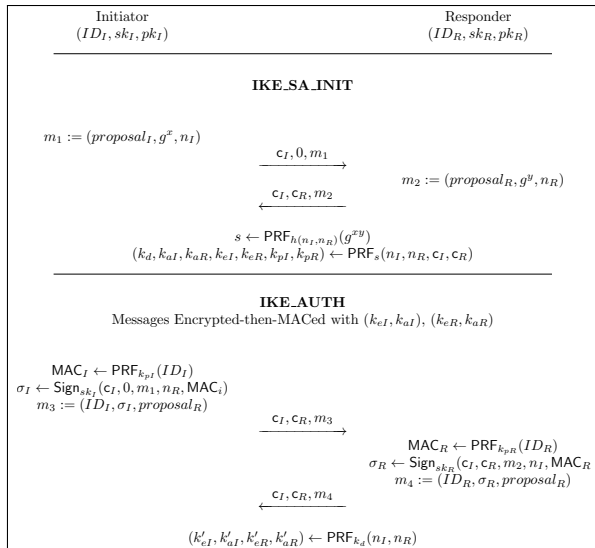 Initiator Responder
(ID_I, sk_I, pk_I) (ID_R, sk_R, pk_R)
IKE_SA_INIT
m_1 := (proposal_I, g^x, n_I)
c_I, 0, m_1
m_2 := (proposal_R, g^y, n_R)
c_I, c_R, m_2
s ← PRF_{h(n_I,n_R)}(g^{xy})
(k_d, k_{aI}, k_{aR}, k_{eI}, k_{eR}, k_{pI}, k_{pR}) ← PRF_s(n_I, n_R, c_I, c_R)
IKE_AUTH
Messages Encrypted-then-MACed with (k_{eI}, k_{aI}), (k_{eR}, k_{aR})
MAC_I ← PRF_{k_{pI}}(ID_I)
σ_I ← Sign_{sk_I}(c_I, 0, m_1, n_R, MAC_i)
m_3 := (ID_I, σ_I, proposal_R)
c_I, c_R, m_3
MAC_R ← PRF_{k_{pR}}(ID_R)
σ_R ← Sign_{sk_R}(c_I, c_R, m_2, n_I, MAC_R
m_4 := (ID_R, σ_R, proposal_R)
c_I, c_R, m_4
(k'_{eI}, k'_{aI}, k'_{eR}, k'_{aR}) ← PRF_{k_d}(n_I, n_R)